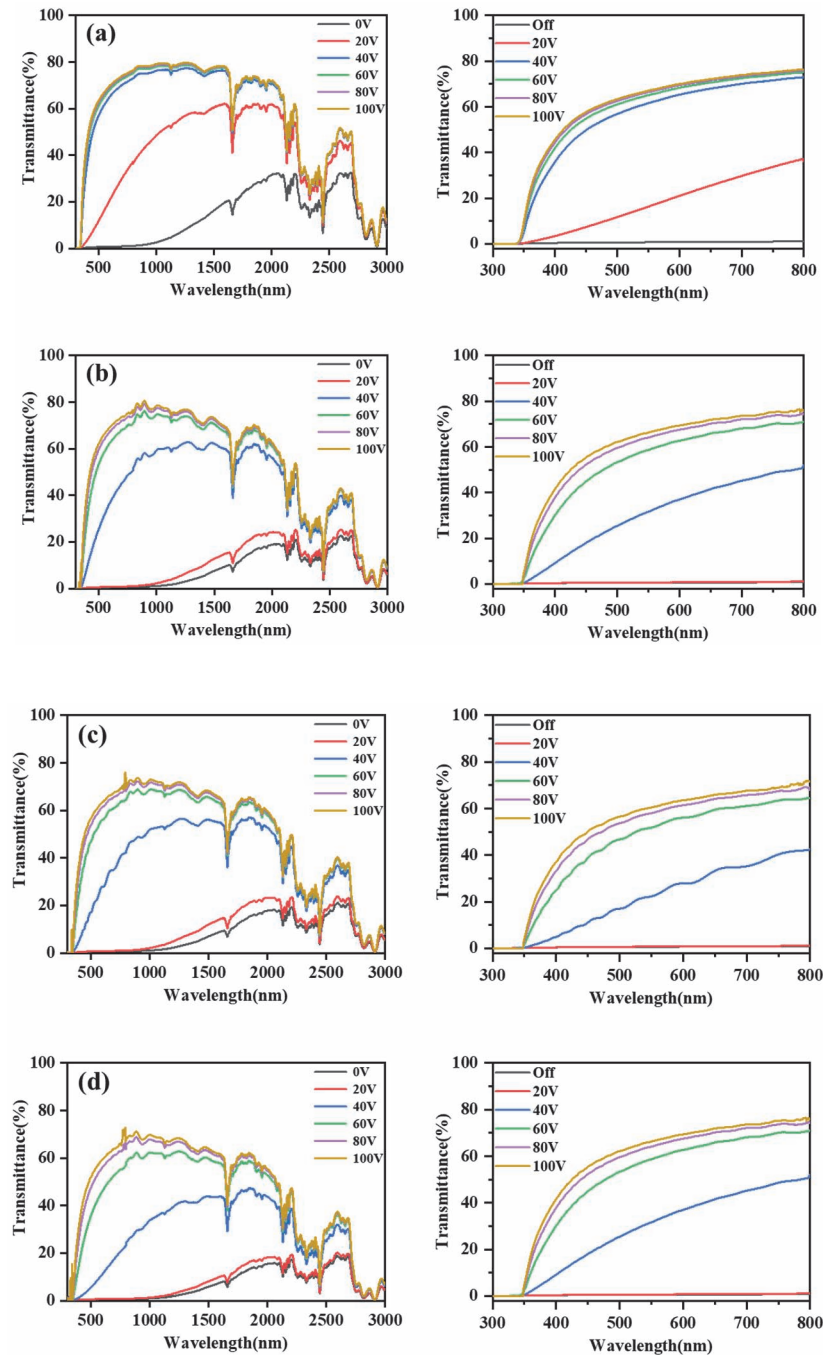 (a)
0V
20V
40V
60V
80V
100V
Transmittance(%)
100
80
60
40
20
0
500 1000 1500 2000 2500 3000
Wavelength(nm)
Off
20V
40V
60V
80V
100V
Transmittance(%)
100
80
60
40
20
0
300 400 500 600 700 800
Wavelength(nm)
(b)
0V
20V
40V
60V
80V
100V
Transmittance(%)
100
80
60
40
20
0
500 1000 1500 2000 2500 3000
Wavelength(nm)
Off
20V
40V
60V
80V
100V
Transmittance(%)
100
80
60
40
20
0
300 400 500 600 700 800
Wavelength(nm)
(c)
0V
20V
40V
60V
80V
100V
Transmittance(%)
100
80
60
40
20
0
500 1000 1500 2000 2500 3000
Wavelength(nm)
Off
20V
40V
60V
80V
100V
Transmittance(%)
100
80
60
40
20
0
300 400 500 600 700 800
Wavelength(nm)
(d)
0V
20V
40V
60V
80V
100V
Transmittance(%)
100
80
60
40
20
0
500 1000 1500 2000 2500 3000
Wavelength(nm)
Off
20V
40V
60V
80V
100V
Transmittance(%)
100
80
60
40
20
0
300 400 500 600 700 800
Wavelength(nm)